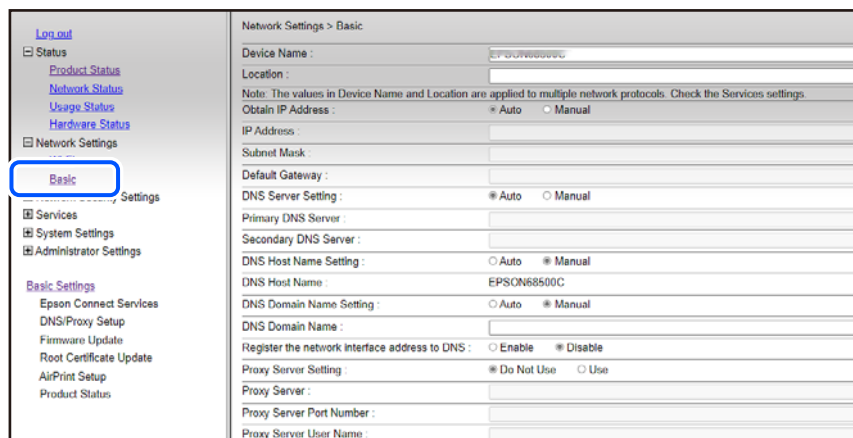 Log out
Status
Product Status
Network Status
Usage Status
Hardware Status
Network Settings
Basic
Settings
Services
System Settings
Administrator Settings
Basic Settings
Epson Connect Services
DNS/Proxy Setup
Firmware Update
Root Certificate Update
AirPrint Setup
Product Status
Network Settings > Basic
Device Name :
Location :
Note: The values in Device Name and Location are applied to multiple network protocols. Check the Services settings.
Obtain IP Address : Auto Manual
IP Address :
Subnet Mask :
Default Gateway :
DNS Server Setting : Auto Manual
Primary DNS Server :
Secondary DNS Server :
DNS Host Name Setting : Auto Manual
DNS Host Name : EPSON68500C
DNS Domain Name Setting : Auto Manual
DNS Domain Name :
Register the network interface address to DNS : Enable Disable
Proxy Server Setting : Do Not Use Use
Proxy Server :
Proxy Server Port Number :
Proxy Server User Name :